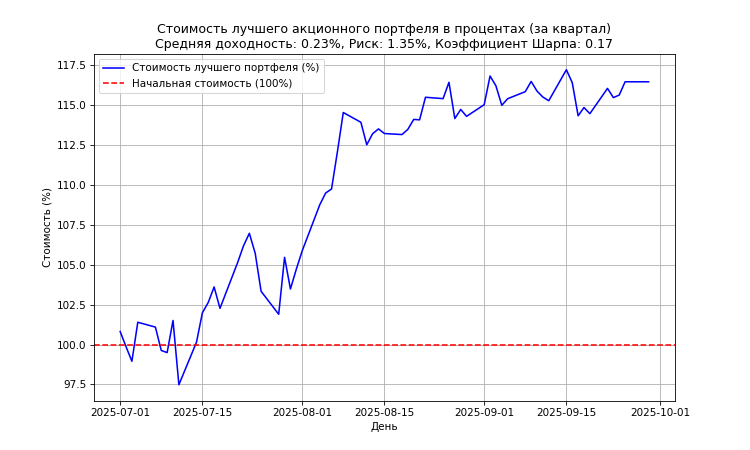 Стоимость лучшего акционного портфеля в процентах (за квартал)
Средняя доходность: 0.23%, Риск: 1.35%, Коэффициент Шарпа: 0.17
Стоимость лучшего портфеля (%)
Начальная стоимость (100%)
Стоимость (%)
117.5
115.0
112.5
110.0
107.5
105.0
102.5
100.0
97.5
2025-07-01 2025-07-15 2025-08-01 2025-08-15 2025-09-01 2025-09-15 2025-10-01
День